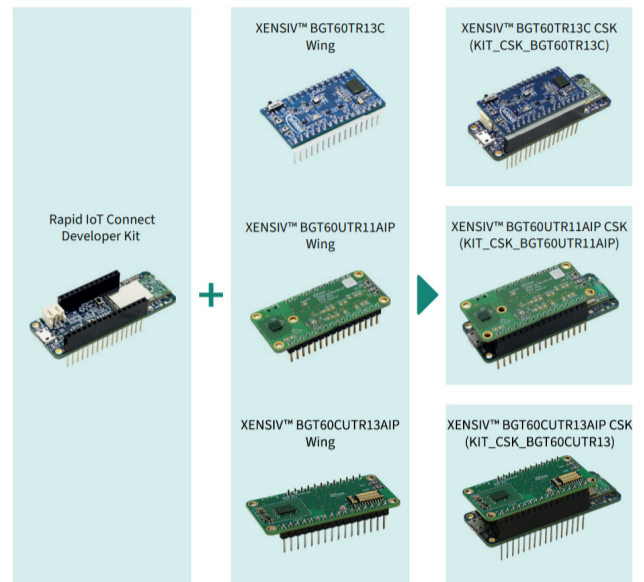 XENSIV™ BGT60TR13C
Wing
XENSIV™ BGT60TR13C CSK
(KIT_CSK_BGT60TR13C)
Rapid IoT Connect
Developer Kit
XENSIV™ BGT60UTR11AIP
Wing
XENSIV™ BGT60UTR11AIP CSK
(KIT_CSK_BGT60UTR11AIP)
+
XENSIV™ BGT60CUTR13AIP
Wing
XENSIV™ BGT60CUTR13AIP CSK
(KIT_CSK_BGT60CUTR13)